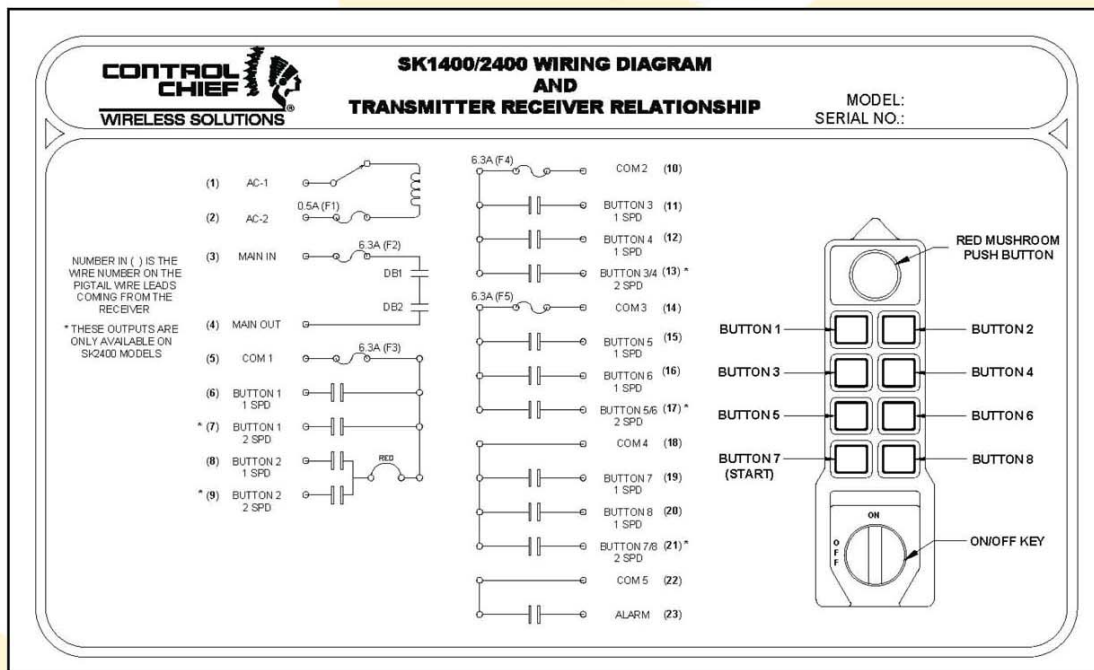 CONTROL
CHIEF
®
WIRELESS SOLUTIONS
SK1400/2400 WIRING DIAGRAM
AND
TRANSMITTER RECEIVER RELATIONSHIP
MODEL:
SERIAL NO.:
NUMBER IN ( ) IS THE
WIRE NUMBER ON THE
PIGTAIL WIRE LEADS
COMING FROM THE
RECEIVER
* THESE OUTPUTS ARE
ONLY AVAILABLE ON
SK2400 MODELS
(1) AC-1
0.5A (F1)
(2) AC-2
6.3A (F2)
(3) MAIN IN
DB1
DB2
(4) MAIN OUT
6.3A (F3)
(5) COM 1
(6) BUTTON 1
1 SPD
* (7) BUTTON 1
2 SPD
(8) BUTTON 2
1 SPD
RED
* (9) BUTTON 2
2 SPD
6.3A (F4)
COM 2 (10)
BUTTON 3 (11)
1 SPD
BUTTON 4 (12)
1 SPD
BUTTON 3/4 (13) *
2 SPD
6.3A (F5)
COM 3 (14)
BUTTON 5 (15)
1 SPD
BUTTON 6 (16)
1 SPD
BUTTON 5/6 (17) *
2 SPD
COM 4 (18)
BUTTON 7 (19)
1 SPD
BUTTON 8 (20)
1 SPD
BUTTON 7/8 (21) *
2 SPD
COM 5 (22)
ALARM (23)
RED MUSHROOM
PUSH BUTTON
BUTTON 1
BUTTON 2
BUTTON 3
BUTTON 4
BUTTON 5
BUTTON 6
BUTTON 7
(START)
BUTTON 8
ON
OFF
ON/OFF KEY